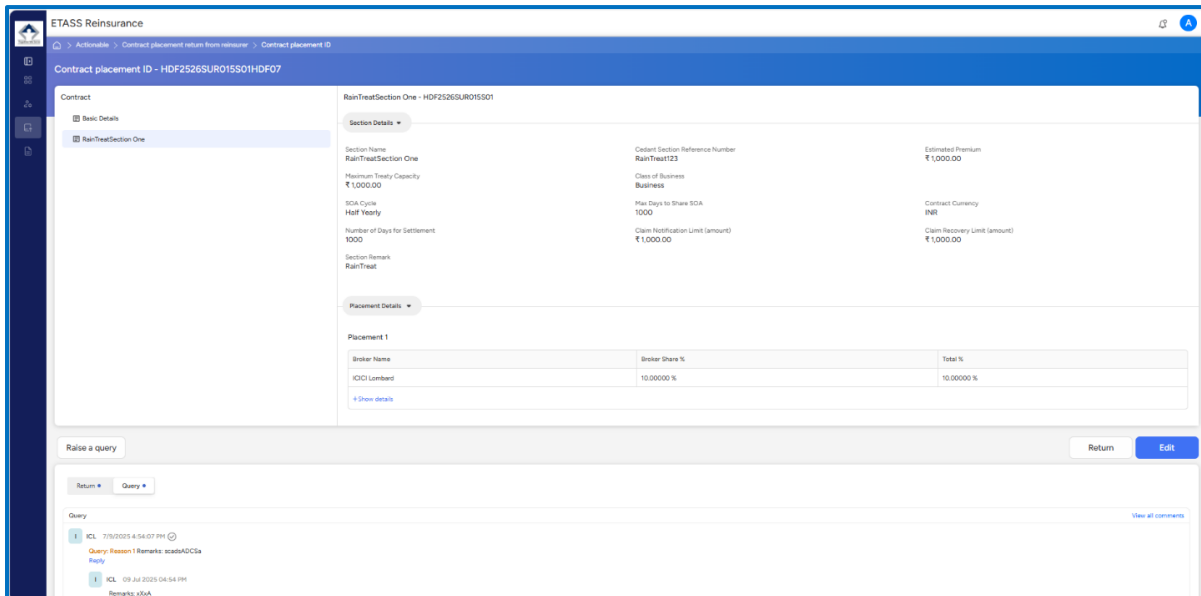 ETASS Reinsurance
A
> Actionable > Contract placement return from reinsurer > Contract placement ID
Contract placement ID - HDF2526SUR015S01HDF07
Contract
Basic Details
RainTreatSection One
RainTreatSection One - HDF2526SUR015S01
Section Details
Section Name
RainTreatSection One
Cedant Section Reference Number
RainTreat123
Estimated Premium
₹ 1,000.00
Maximum Treaty Capacity
₹ 1,000.00
Class of Business
Business
SOA Cycle
Half Yearly
Max Days to Share SOA
1000
Contract Currency
INR
Number of Days for Settlement
1000
Claim Notification Limit (amount)
₹ 1,000.00
Claim Recovery Limit (amount)
₹ 1,000.00
Section Remark
RainTreat
Placement Details
Placement 1
Broker Name Broker Share % Total %
ICICI Lombard 10.00000 % 10.00000 %
+ Show details
Raise a query Return Edit
Return Query
Query View all comments
I ICL 7/9/2025 4:54:07 PM
Query: Reason 1 Remarks: scadsADCSa
Reply
I ICL 09 Jul 2025 04:54 PM
Remarks: xXxA